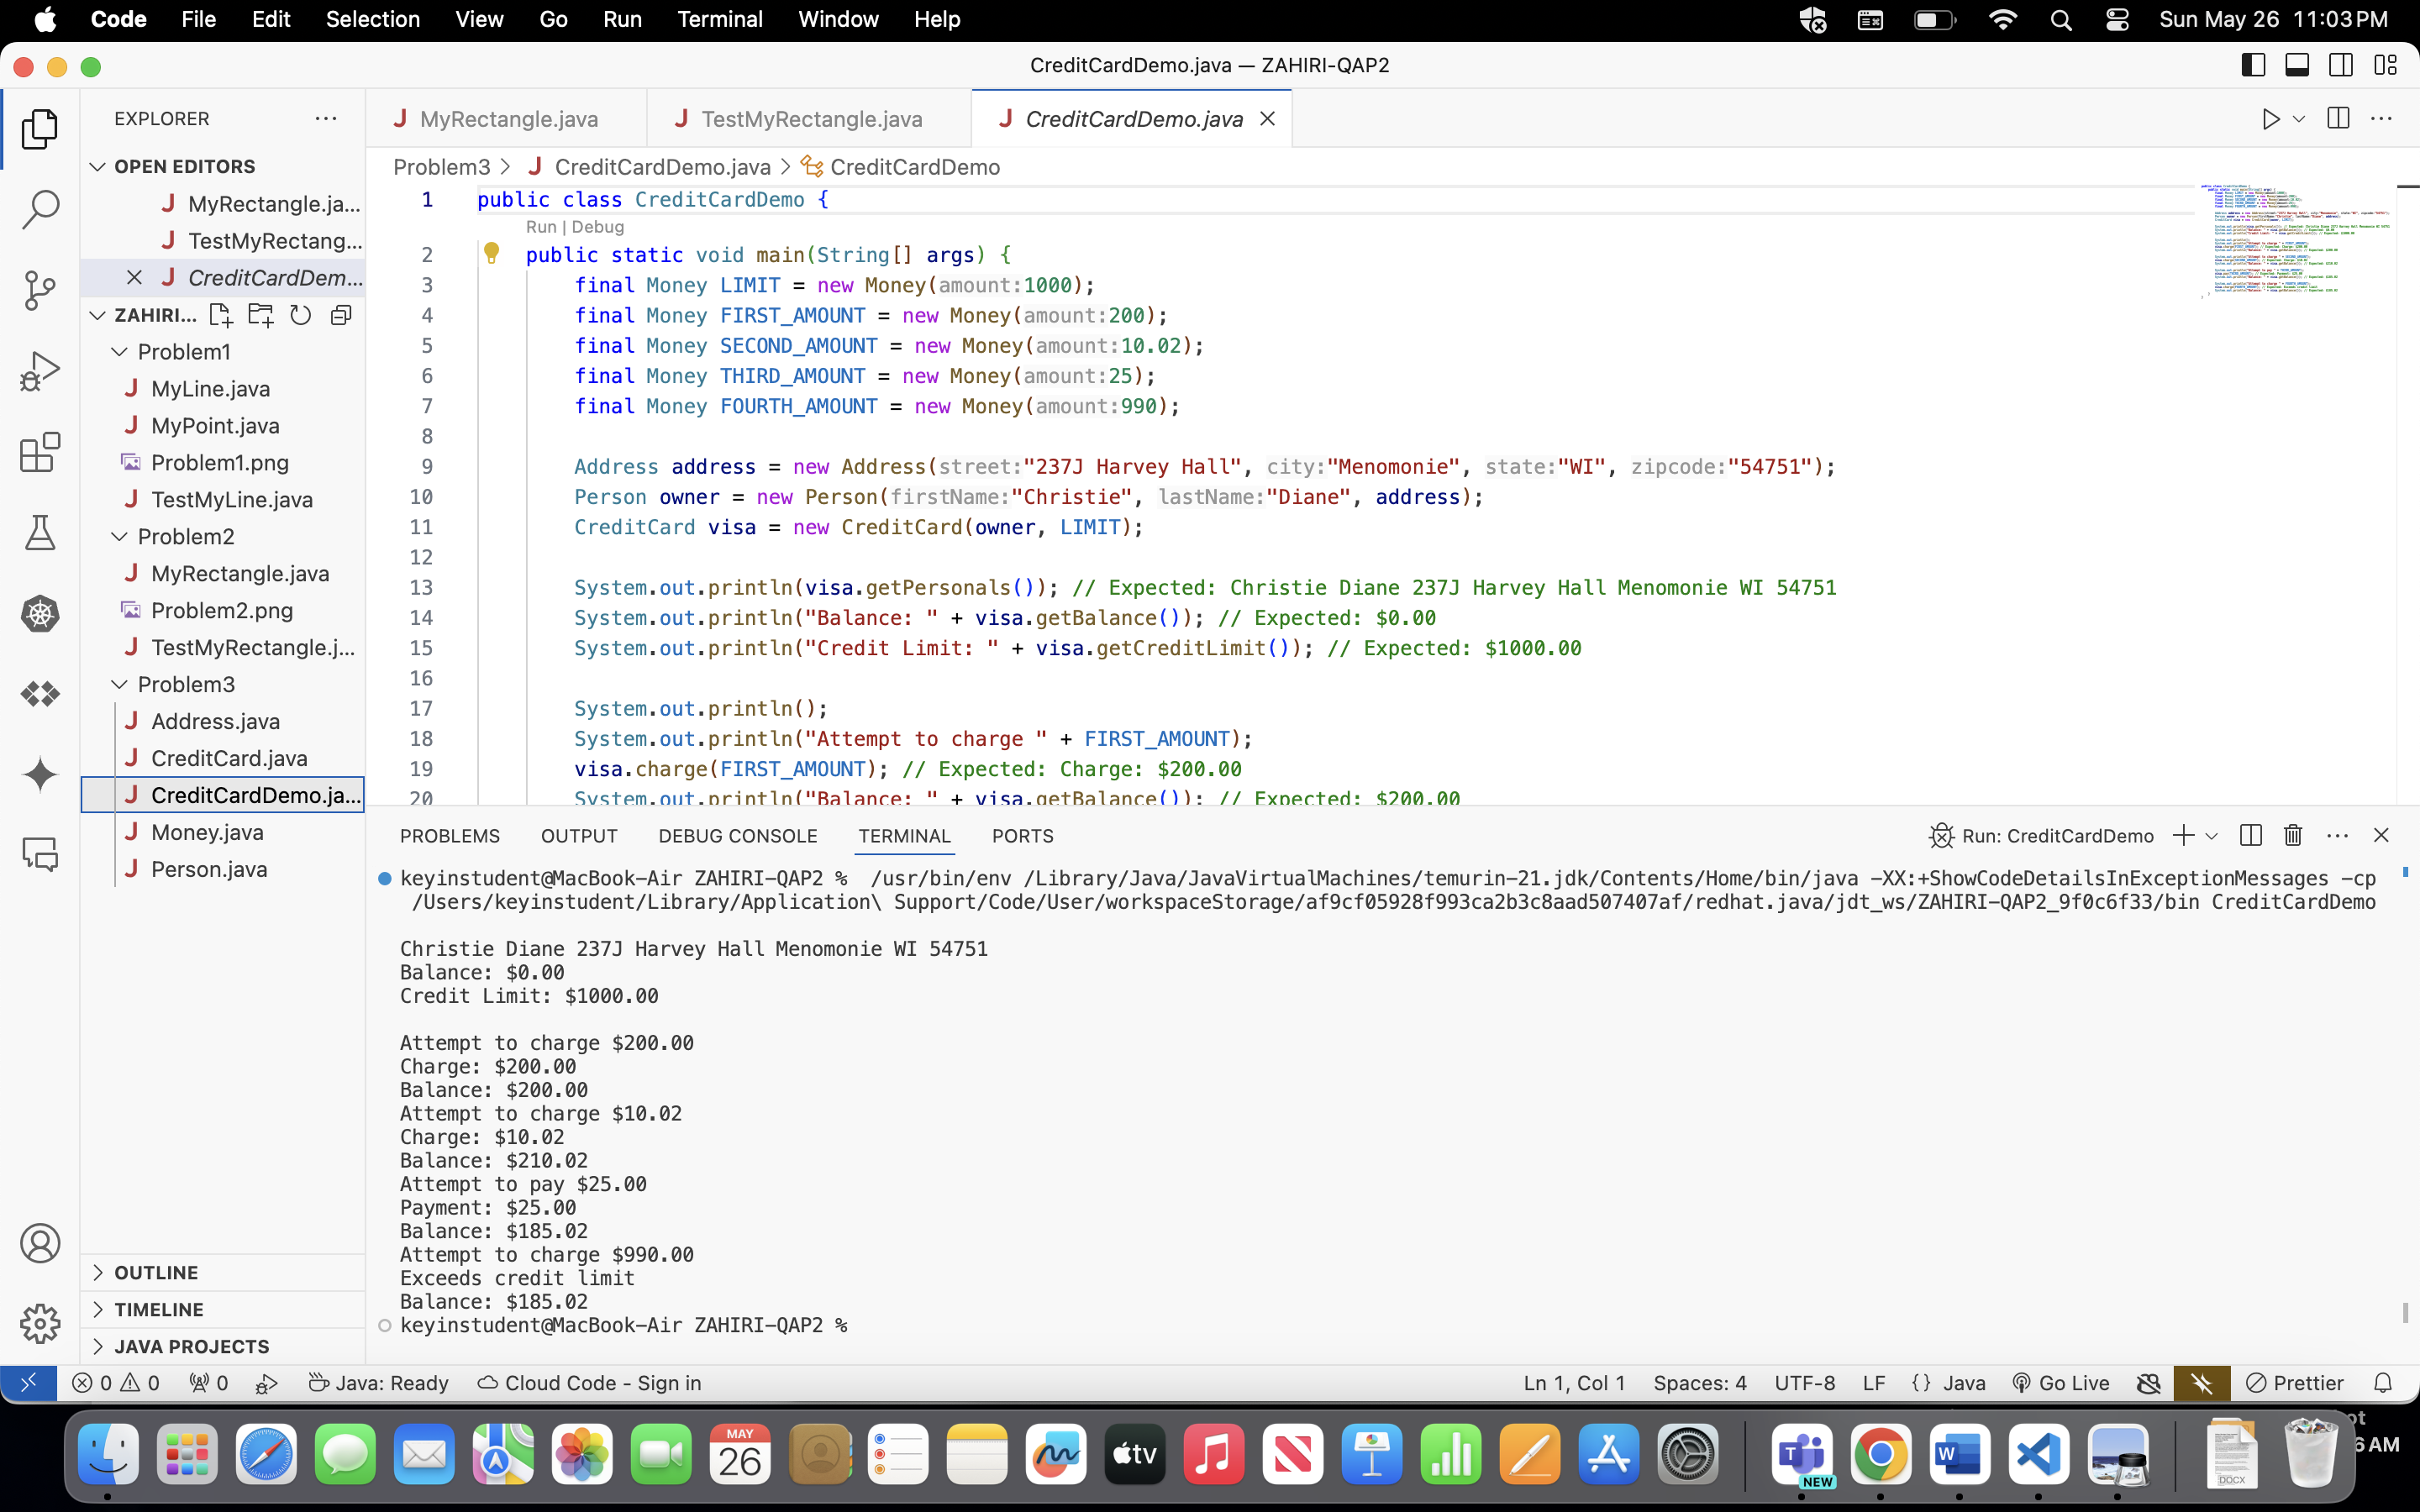 Code File Edit Selection View Go Run Terminal Window Help Sun May 26 11:03 PM
CreditCardDemo.java — ZAHIRI-QAP2
EXPLORER
OPEN EDITORS
MyRectangle.ja...
TestMyRectang...
CreditCardDem...
ZAHIRI...
Problem1
MyLine.java
MyPoint.java
Problem1.png
TestMyLine.java
Problem2
MyRectangle.java
Problem2.png
TestMyRectangle.j...
Problem3
Address.java
CreditCard.java
CreditCardDemo.ja...
Money.java
Person.java
OUTLINE
TIMELINE
JAVA PROJECTS
MyRectangle.java TestMyRectangle.java CreditCardDemo.java
Problem3 > CreditCardDemo.java > CreditCardDemo
1 public class CreditCardDemo {
Run | Debug
2 public static void main(String[] args) {
3 final Money LIMIT = new Money(amount:1000);
4 final Money FIRST_AMOUNT = new Money(amount:200);
5 final Money SECOND_AMOUNT = new Money(amount:10.02);
6 final Money THIRD_AMOUNT = new Money(amount:25);
7 final Money FOURTH_AMOUNT = new Money(amount:990);
8
9 Address address = new Address(street:"237J Harvey Hall", city:"Menomonie", state:"WI", zipcode:"54751");
10 Person owner = new Person(firstName:"Christie", lastName:"Diane", address);
11 CreditCard visa = new CreditCard(owner, LIMIT);
12
13 System.out.println(visa.getPersonals()); // Expected: Christie Diane 237J Harvey Hall Menomonie WI 54751
14 System.out.println("Balance: " + visa.getBalance()); // Expected: $0.00
15 System.out.println("Credit Limit: " + visa.getCreditLimit()); // Expected: $1000.00
16
17 System.out.println();
18 System.out.println("Attempt to charge " + FIRST_AMOUNT);
19 visa.charge(FIRST_AMOUNT); // Expected: Charge: $200.00
20 System.out.println("Balance: " + visa.getBalance()); // Expected: $200.00
PROBLEMS OUTPUT DEBUG CONSOLE TERMINAL PORTS Run: CreditCardDemo
keyinstudent@MacBook-Air ZAHIRI-QAP2 % /usr/bin/env /Library/Java/JavaVirtualMachines/temurin-21.jdk/Contents/Home/bin/java -XX:+ShowCodeDetailsInExceptionMessages -cp
/Users/keyinstudent/Library/Application\ Support/Code/User/workspaceStorage/af9cf05928f993ca2b3c8aad507407af/redhat.java/jdt_ws/ZAHIRI-QAP2_9f0c6f33/bin CreditCardDemo
Christie Diane 237J Harvey Hall Menomonie WI 54751
Balance: $0.00
Credit Limit: $1000.00
Attempt to charge $200.00
Charge: $200.00
Balance: $200.00
Attempt to charge $10.02
Charge: $10.02
Balance: $210.02
Attempt to pay $25.00
Payment: $25.00
Balance: $185.02
Attempt to charge $990.00
Exceeds credit limit
Balance: $185.02
keyinstudent@MacBook-Air ZAHIRI-QAP2 %
0 0 0 Java: Ready Cloud Code - Sign in Ln 1, Col 1 Spaces: 4 UTF-8 LF {} Java Go Live Prettier
MAY
26
tv
NEW
DOCX
6 AM